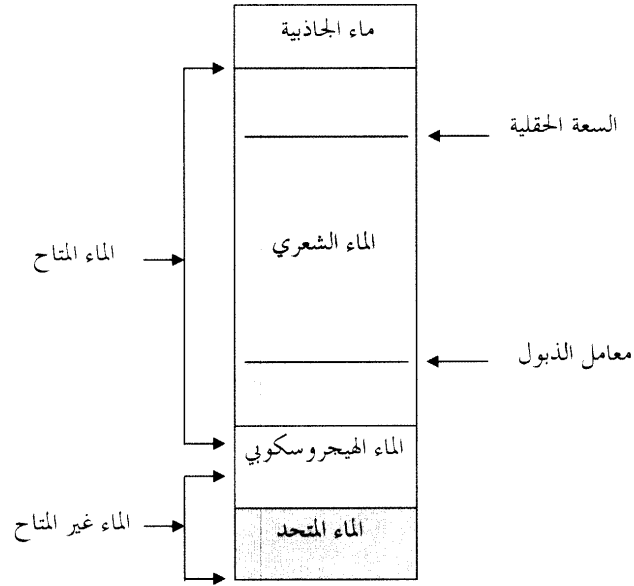 ماء الجاذبية
السعة الحقلية
الماء الشعري
الماء المتاح
معامل الذبول
الماء الهيجروسكوبي
الماء غير المتاح
الماء المتحد